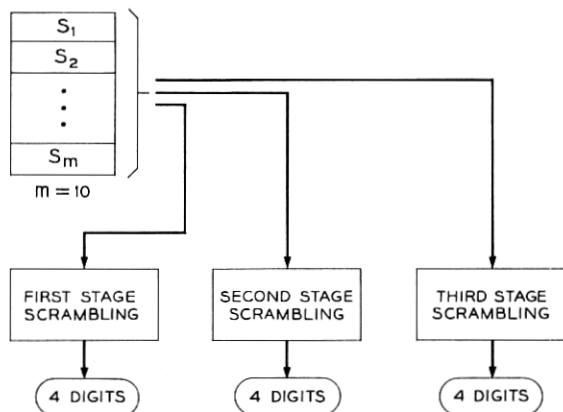 S1
S2
Sm
m = 10
FIRST STAGE
SCRAMBLING
SECOND STAGE
SCRAMBLING
THIRD STAGE
SCRAMBLING
4 DIGITS
4 DIGITS
4 DIGITS